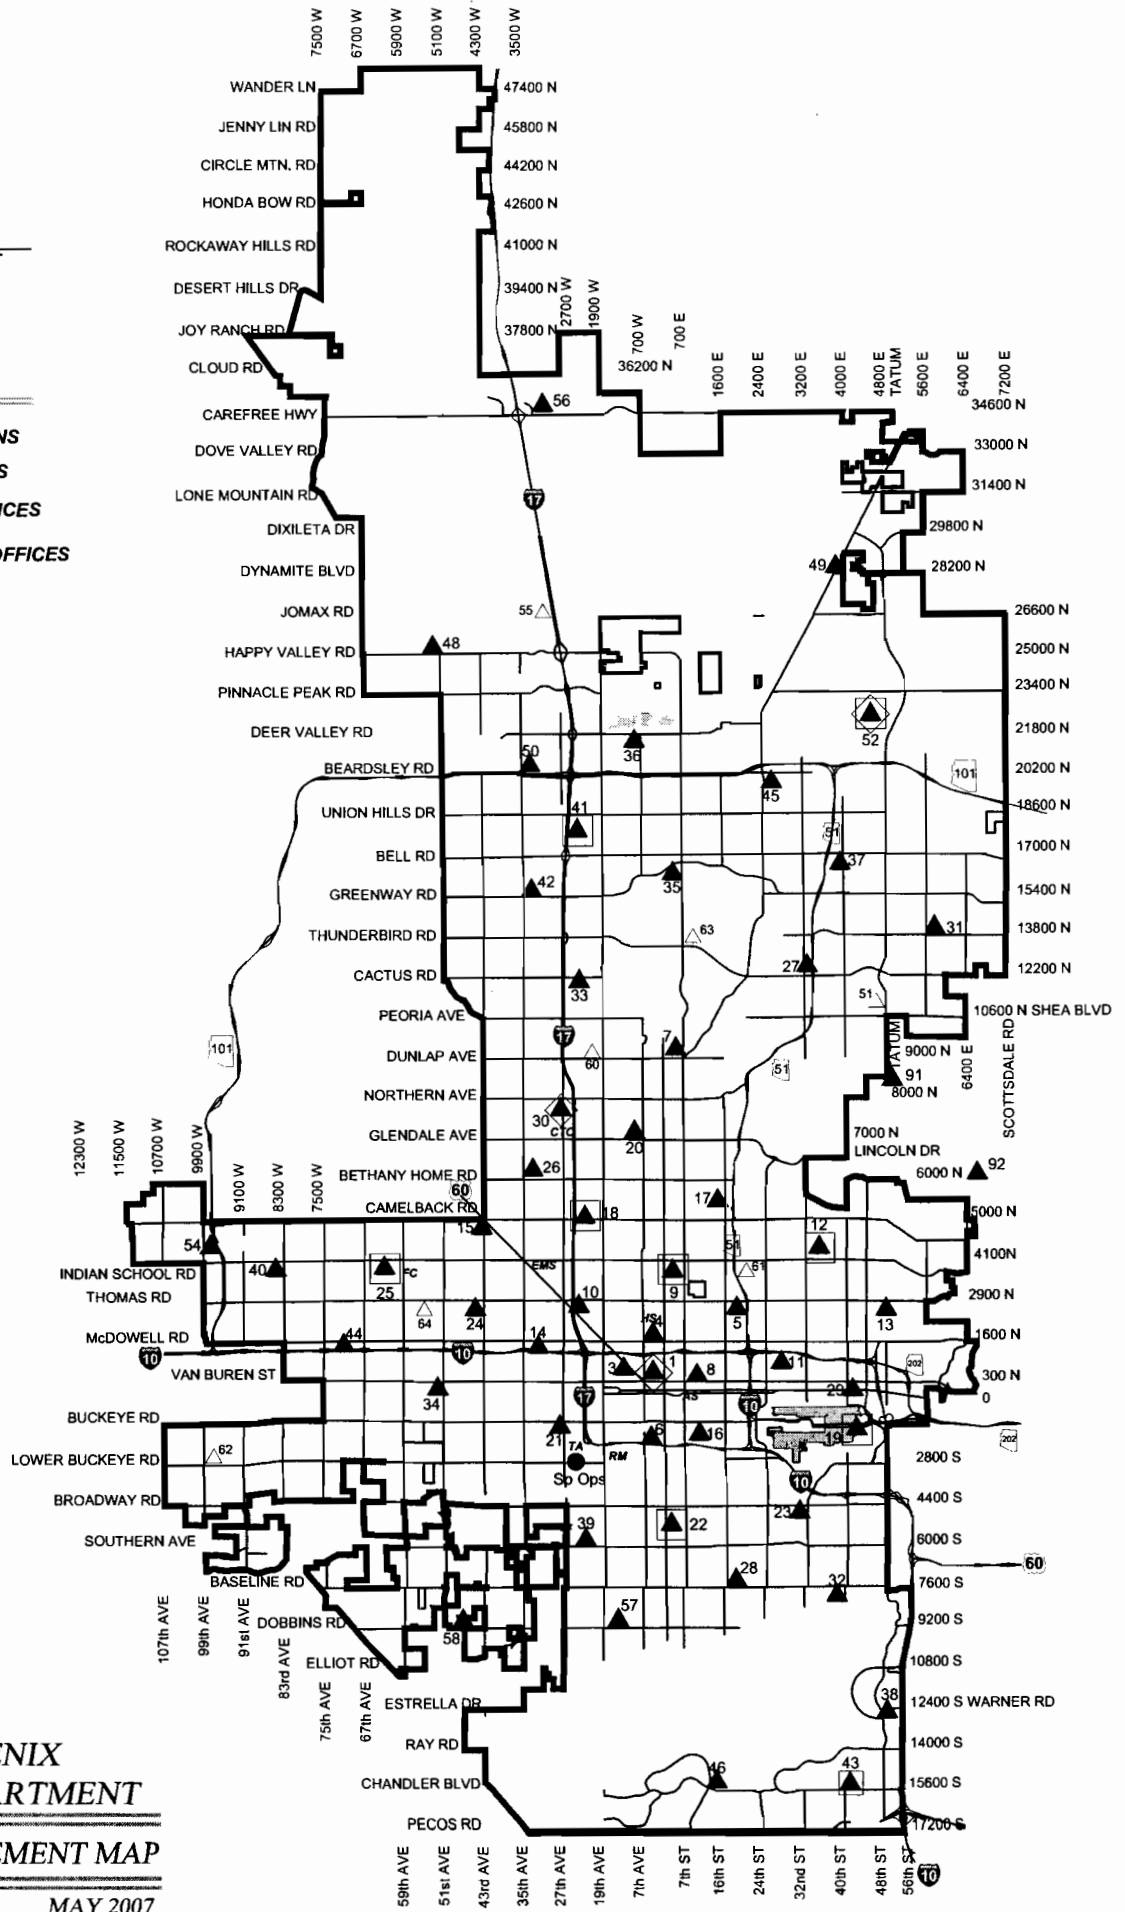 7500 W
6700 W
5900 W
5100 W
4300 W
3500 W
WANDER LN
47400 N
JENNY LIN RD
45800 N
CIRCLE MTN. RD
44200 N
HONDA BOW RD
42600 N
ROCKAWAY HILLS RD
41000 N
DESERT HILLS DR
39400 N
2700 W
1900 W
JOY RANCH RD
37800 N
700 W
700 E
CLOUD RD
36200 N
1600 E
2400 E
3200 E
4000 E
4800 E
TATUM
5600 E
6400 E
7200 E
CAREFREE HWY
56
34600 N
NS
DOVE VALLEY RD
33000 N
S
LONE MOUNTAIN RD
17
31400 N
ICES
DIXILETA DR
29800 N
OFFICES
DYNAMITE BLVD
49
28200 N
JOMAX RD
55
26600 N
HAPPY VALLEY RD
48
25000 N
PINNACLE PEAK RD
23400 N
DEER VALLEY RD
36
52
21800 N
BEARDSLEY RD
50
45
101
20200 N
18600 N
UNION HILLS DR
41
51
17000 N
BELL RD
37
GREENWAY RD
42
35
15400 N
THUNDERBIRD RD
63
31
13800 N
CACTUS RD
33
27
12200 N
51
PEORIA AVE
10600 N SHEA BLVD
101
17
7
DUNLAP AVE
60
51
TATUM
9000 N
6400 E
SCOTTSDALE RD
91
8000 N
NORTHERN AVE
30
CTC
GLENDALE AVE
20
7000 N
LINCOLN DR
12300 W
11500 W
10700 W
9900 W
9100 W
8300 W
7500 W
BETHANY HOME RD
26
6000 N
92
60
CAMELBACK RD
15
18
17
12
5000 N
54
51
4100N
INDIAN SCHOOL RD
40
25
FC
EMS
9
61
THOMAS RD
64
24
10
5
13
2900 N
McDOWELL RD
44
14
HS
4
1600 N
10
10
3
1
8
11
202
VAN BUREN ST
34
17
AS
10
29
300 N
0
BUCKEYE RD
21
TA
6
16
19
202
LOWER BUCKEYE RD
62
RM
Sp Ops
2800 S
10
BROADWAY RD
4400 S
SOUTHERN AVE
39
22
23
6000 S
60
BASELINE RD
28
32
7600 S
107th AVE
99th AVE
91st AVE
DOBBINS RD
58
57
9200 S
83rd AVE
ELLIOT RD
10800 S
75th AVE
67th AVE
ESTRELLA DR
38
12400 S WARNER RD
RAY RD
14000 S
CHANDLER BLVD
46
43
15600 S
PECOS RD
17200 S
59th AVE
51st AVE
43rd AVE
35th AVE
27th AVE
19th AVE
7th AVE
7th ST
16th ST
24th ST
32nd ST
40th ST
48th ST
56th ST
10
ENIX
ARTMENT
EMENT MAP
MAY 2007